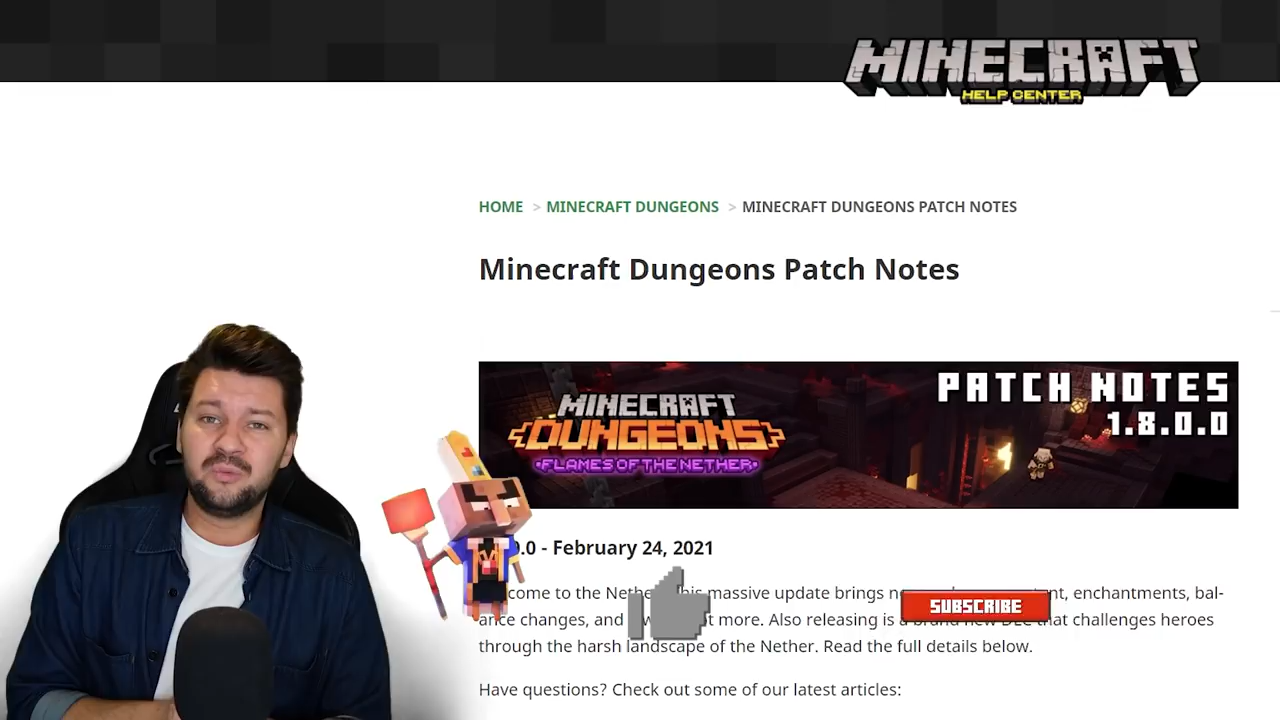 MINECRAFT
HELP CENTER
HOME > MINECRAFT DUNGEONS > MINECRAFT DUNGEONS PATCH NOTES
Minecraft Dungeons Patch Notes
PATCH NOTES
1.8.0.0
MINECRAFT
DUNGEONS
FLAMES OF THE NETHER
.0 - February 24, 2021
come to the massive update brings enchantments, bal-
ance changes, and more. Also releasing is a that challenges heroes
through the harsh landscape of the Nether. Read the full details below.
SUBSCRIBE
Have questions? Check out some of our latest articles: